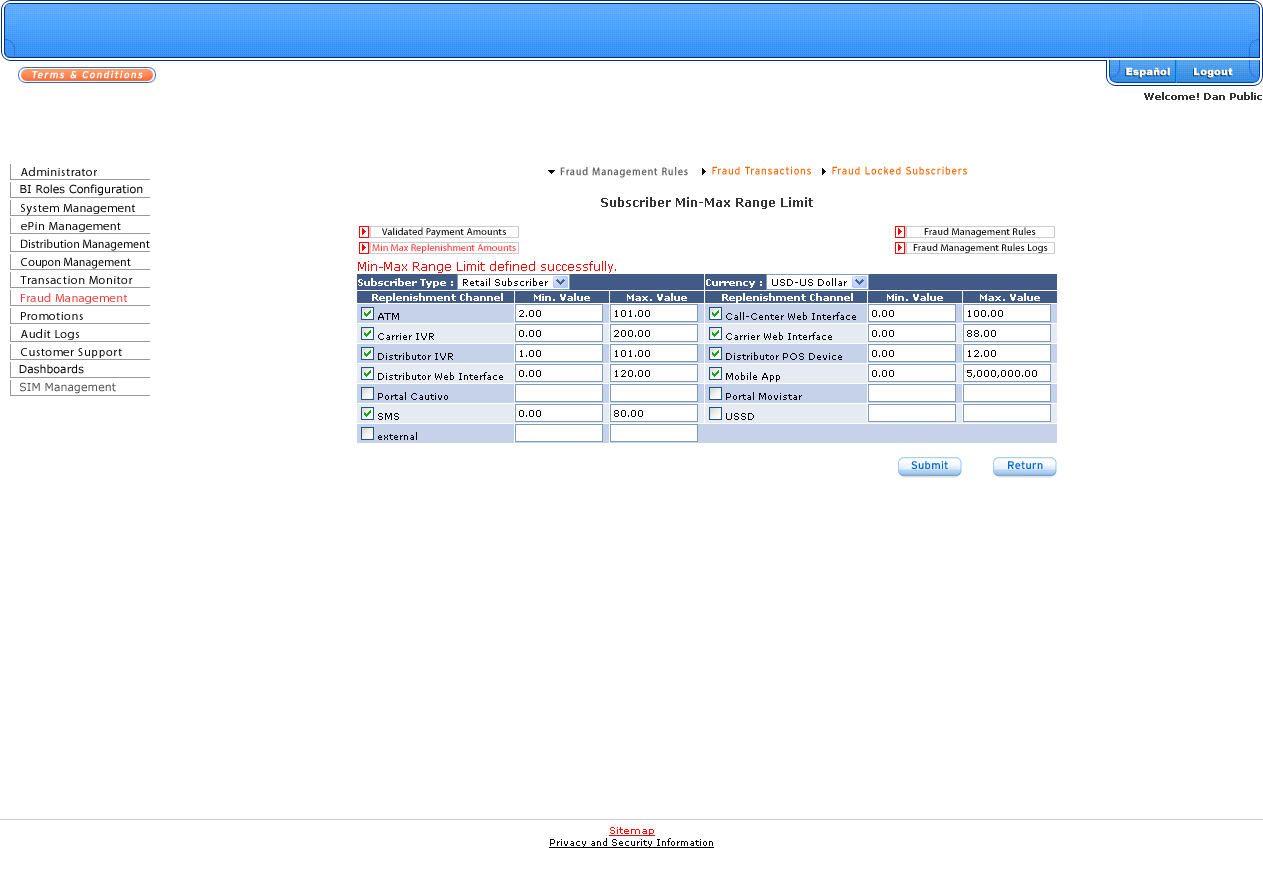 Terms & Conditions
Español Logout
Welcome! Dan Public
Administrator
BI Roles Configuration
System Management
ePin Management
Distribution Management
Coupon Management
Transaction Monitor
Fraud Management
Promotions
Audit Logs
Customer Support
Dashboards
SIM Management
Fraud Management Rules Fraud Transactions Fraud Locked Subscribers
Subscriber Min-Max Range Limit
Validated Payment Amounts Fraud Management Rules
Min Max Replenishment Amounts Fraud Management Rules Logs
Min-Max Range Limit defined successfully.
Subscriber Type : Retail Subscriber Currency : USD-US Dollar
Replenishment Channel Min. Value Max. Value Replenishment Channel Min. Value Max. Value
ATM 2.00 101.00 Call-Center Web Interface 0.00 100.00
Carrier IVR 0.00 200.00 Carrier Web Interface 0.00 88.00
Distributor IVR 1.00 101.00 Distributor POS Device 0.00 12.00
Distributor Web Interface 0.00 120.00 Mobile App 0.00 5,000,000.00
Portal Cautivo Portal Movistar
SMS 0.00 80.00 USSD
external
Submit Return
Sitemap
Privacy and Security Information